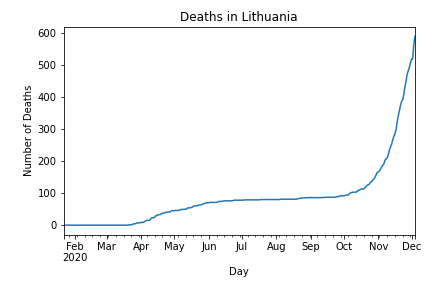 Deaths in Lithuania
Number of Deaths
600
500
400
300
200
100
0
Feb Mar Apr May Jun Jul Aug Sep Oct Nov Dec
2020
Day